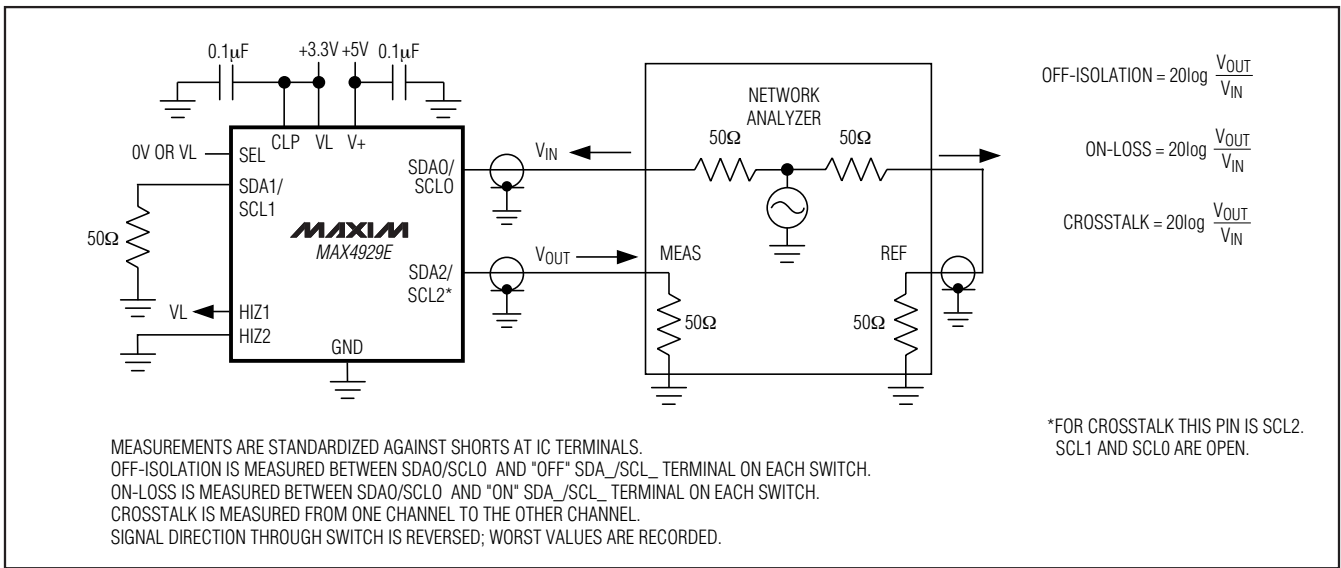 0.1µF
+3.3V
+5V
0.1µF
CLP
VL
V+
0V OR VL
SEL
SDA1/
SCL1
50Ω
MAXIM
MAX4929E
SDA0/
SCL0
SDA2/
SCL2*
VL
HIZ1
HIZ2
GND
VIN
VOUT
NETWORK
ANALYZER
50Ω
50Ω
MEAS
REF
50Ω
50Ω
OFF-ISOLATION = 20log VOUT/VIN
ON-LOSS = 20log VOUT/VIN
CROSSTALK = 20log VOUT/VIN
*FOR CROSSTALK THIS PIN IS SCL2.
SCL1 AND SCL0 ARE OPEN.
MEASUREMENTS ARE STANDARDIZED AGAINST SHORTS AT IC TERMINALS.
OFF-ISOLATION IS MEASURED BETWEEN SDA0/SCL0 AND "OFF" SDA_/SCL_ TERMINAL ON EACH SWITCH.
ON-LOSS IS MEASURED BETWEEN SDA0/SCL0 AND "ON" SDA_/SCL_ TERMINAL ON EACH SWITCH.
CROSSTALK IS MEASURED FROM ONE CHANNEL TO THE OTHER CHANNEL.
SIGNAL DIRECTION THROUGH SWITCH IS REVERSED; WORST VALUES ARE RECORDED.